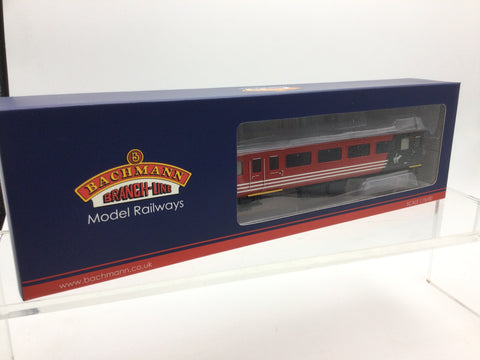 BACHMANN
BRANCH-LINE
Model Railways
www.bachmann.co.uk